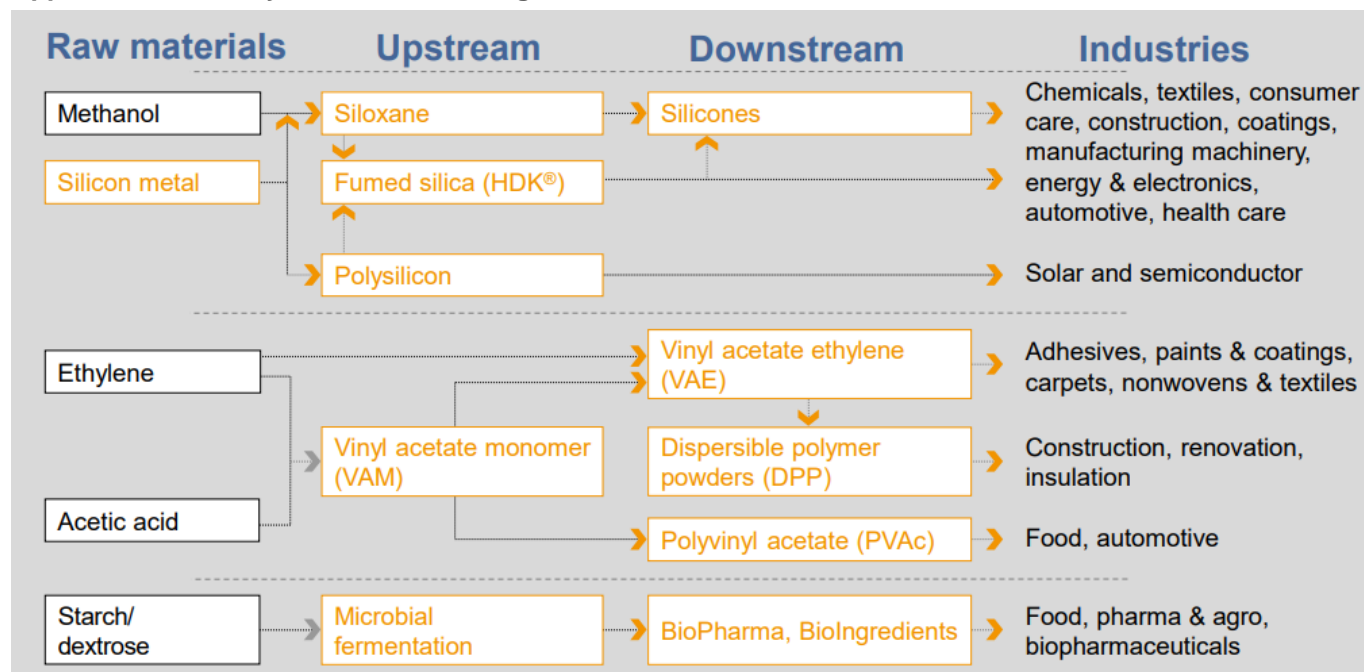 Raw materials
Upstream
Downstream
Industries
Methanol
Siloxane
Silicones
Chemicals, textiles, consumer
care, construction, coatings,
manufacturing machinery,
energy & electronics,
automotive, health care
Silicon metal
Fumed silica (HDK®)
Polysilicon
Solar and semiconductor
Ethylene
Vinyl acetate ethylene
(VAE)
Adhesives, paints & coatings,
carpets, nonwovens & textiles
Vinyl acetate monomer
(VAM)
Dispersible polymer
powders (DPP)
Construction, renovation,
insulation
Acetic acid
Polyvinyl acetate (PVAc)
Food, automotive
Starch/
dextrose
Microbial
fermentation
BioPharma, BioIngredients
Food, pharma & agro,
biopharmaceuticals